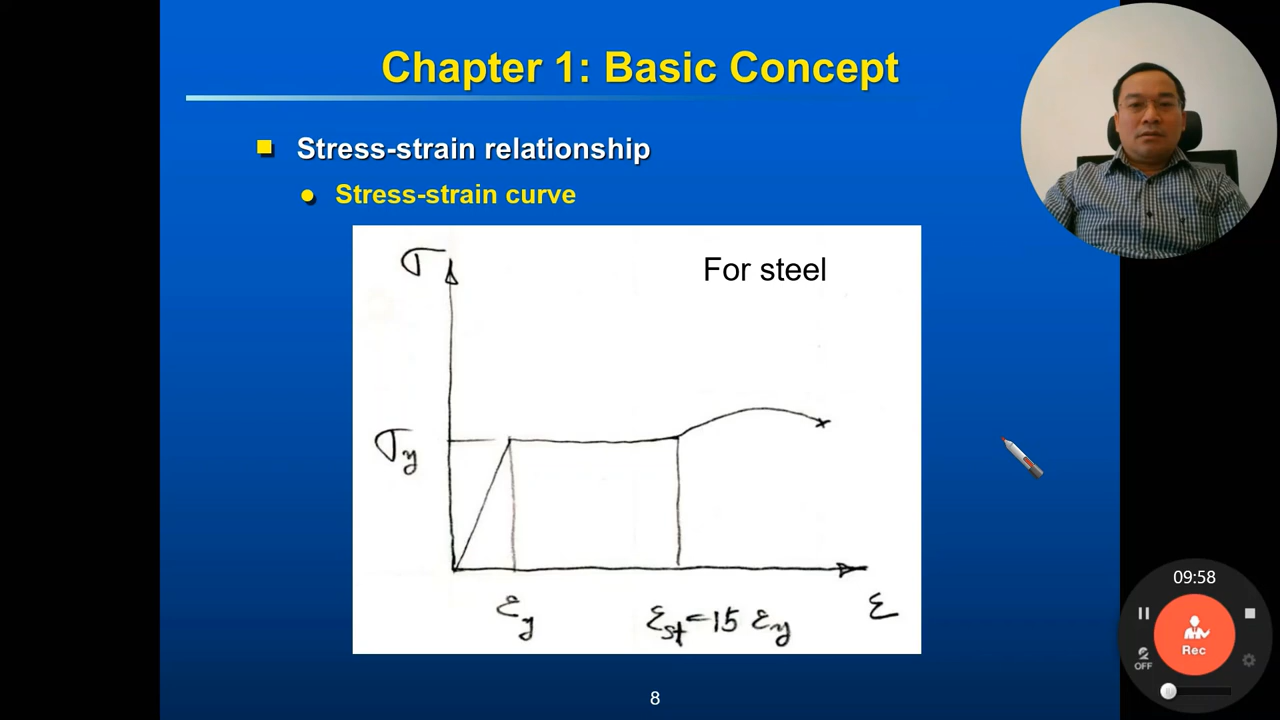 Chapter 1: Basic Concept
Stress-strain relationship
Stress-strain curve
For steel
σ
σy
εy
εst = 15 εy
ε
8
09:58
Rec
OFF